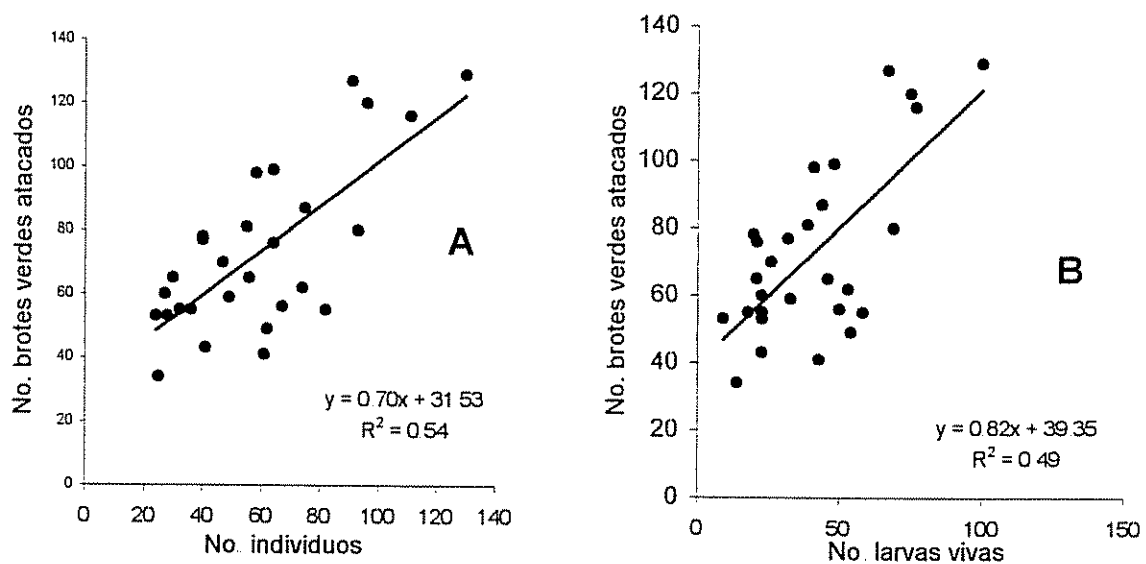 No. brotes verdes atacados
140
120
100
80
60
40
20
0
A
y = 0.70x + 31 53
R² = 0.54
0 20 40 60 80 100 120 140
No. individuos
No. brotes verdes atacados
140
120
100
80
60
40
20
0
B
y = 0.82x + 39.35
R² = 0 49
0 50 100 150
No. larvas vivas